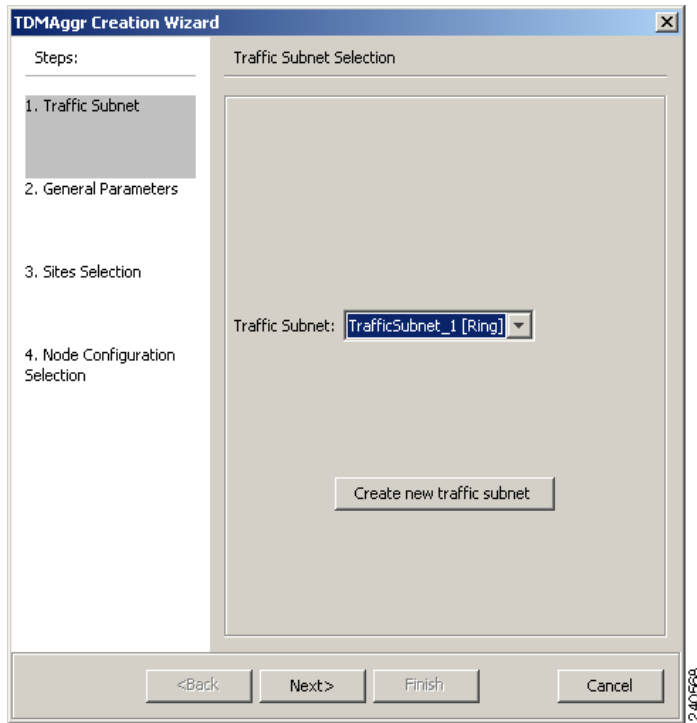 TDMAggr Creation Wizard
Steps:
Traffic Subnet Selection
1. Traffic Subnet
2. General Parameters
3. Sites Selection
4. Node Configuration
Selection
Traffic Subnet: TrafficSubnet_1 [Ring]
Create new traffic subnet
<Back Next> Finish Cancel
240568